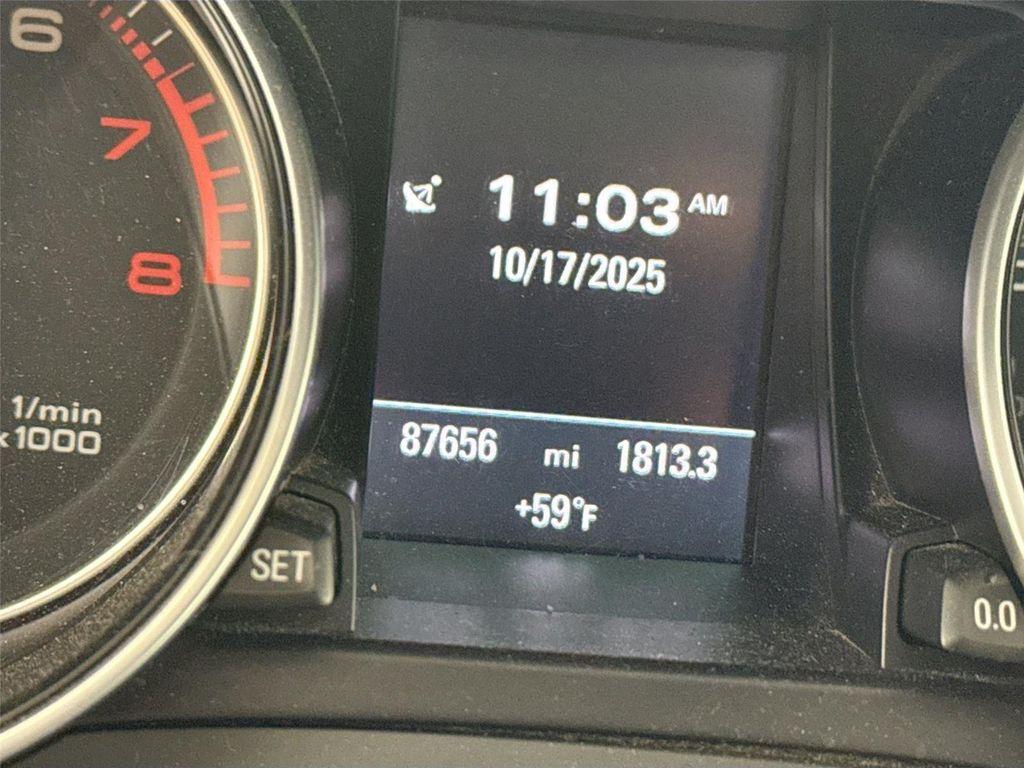 6
7
8
1/min
x1000
11:03 AM
10/17/2025
87656 mi 1813.3
+59°F
SET
0.0